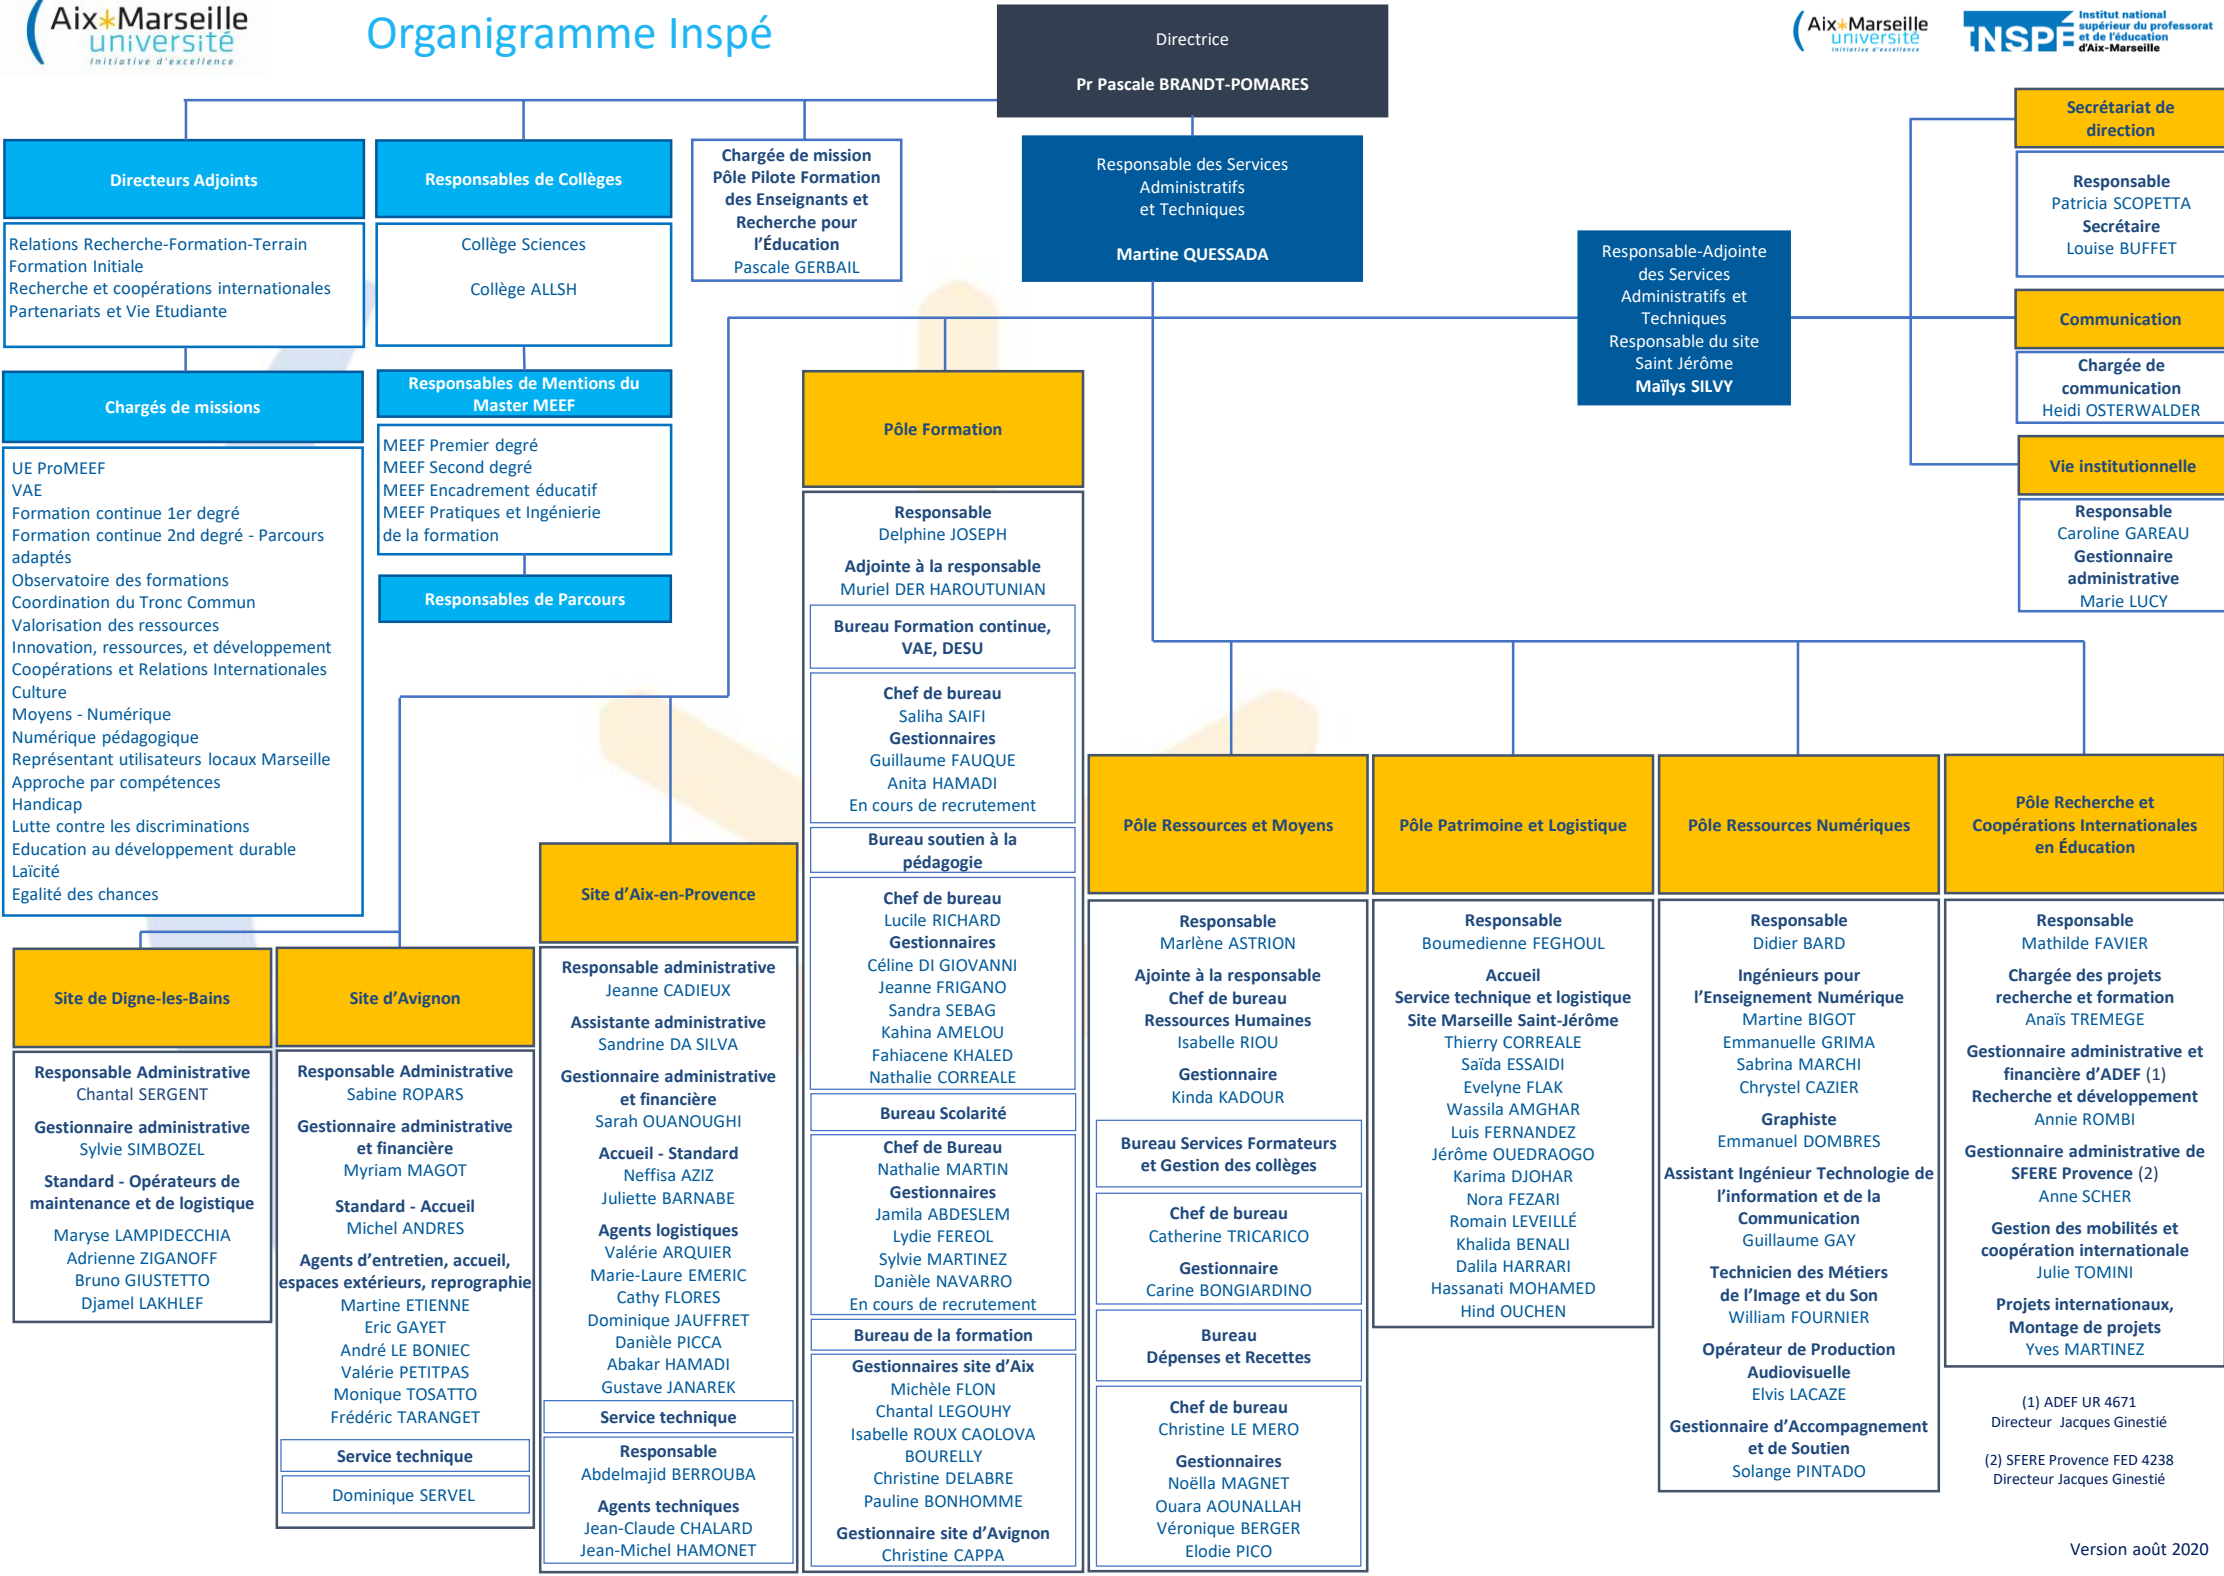 Aix*Marseille
université
Initiative d'excellence
Organigramme Inspé
Directrice
Pr Pascale BRANDT-POMARES
Aix*Marseille
université
Initiative d'excellence
INSPÉ
Institut national
supérieur du professorat
et de l'éducation
d'Aix-Marseille
Directeurs Adjoints
Relations Recherche-Formation-Terrain
Formation Initiale
Recherche et coopérations internationales
Partenariats et Vie Etudiante
Chargés de missions
UE ProMEEF
VAE
Formation continue 1er degré
Formation continue 2nd degré - Parcours
adaptés
Observatoire des formations
Coordination du Tronc Commun
Valorisation des ressources
Innovation, ressources, et développement
Coopérations et Relations Internationales
Culture
Moyens - Numérique
Numérique pédagogique
Représentant utilisateurs locaux Marseille
Approche par compétences
Handicap
Lutte contre les discriminations
Education au développement durable
Laïcité
Egalité des chances
Responsables de Collèges
Collège Sciences
Collège ALLSH
Responsables de Mentions du
Master MEEF
MEEF Premier degré
MEEF Second degré
MEEF Encadrement éducatif
MEEF Pratiques et Ingénierie
de la formation
Responsables de Parcours
Chargée de mission
Pôle Pilote Formation
des Enseignants et
Recherche pour
l'Éducation
Pascale GERBAIL
Responsable des Services
Administratifs
et Techniques
Martine QUESSADA
Responsable-Adjointe
des Services
Administratifs et
Techniques
Responsable du site
Saint Jérôme
Maïlys SILVY
Secrétariat de
direction
Responsable
Patricia SCOPETTA
Secrétaire
Louise BUFFET
Communication
Chargée de
communication
Heidi OSTERWALDER
Vie institutionnelle
Responsable
Caroline GAREAU
Gestionnaire
administrative
Marie LUCY
Site de Digne-les-Bains
Responsable Administrative
Chantal SERGENT
Gestionnaire administrative
Sylvie SIMBOZEL
Standard - Opérateurs de
maintenance et de logistique
Maryse LAMPIDECCHIA
Adrienne ZIGANOFF
Bruno GIUSTETTO
Djamel LAKHLEF
Site d'Avignon
Responsable Administrative
Sabine ROPARS
Gestionnaire administrative
et financière
Myriam MAGOT
Standard - Accueil
Michel ANDRES
Agents d'entretien, accueil,
espaces extérieurs, reprographie
Martine ETIENNE
Eric GAYET
André LE BONIEC
Valérie PETITPAS
Monique TOSATTO
Frédéric TARANGET
Service technique
Dominique SERVEL
Site d'Aix-en-Provence
Responsable administrative
Jeanne CADIEUX
Assistante administrative
Sandrine DA SILVA
Gestionnaire administrative
et financière
Sarah OUANOUGHI
Accueil - Standard
Neffisa AZIZ
Juliette BARNABE
Agents logistiques
Valérie ARQUIER
Marie-Laure EMERIC
Cathy FLORES
Dominique JAUFFRET
Danièle PICCA
Abakar HAMADI
Gustave JANAREK
Service technique
Responsable
Abdelmajid BERROUBA
Agents techniques
Jean-Claude CHALARD
Jean-Michel HAMONET
Pôle Formation
Responsable
Delphine JOSEPH
Adjointe à la responsable
Muriel DER HAROUTUNIAN
Bureau Formation continue,
VAE, DESU
Chef de bureau
Saliha SAIFI
Gestionnaires
Guillaume FAUQUE
Anita HAMADI
En cours de recrutement
Bureau soutien à la
pédagogie
Chef de bureau
Lucile RICHARD
Gestionnaires
Céline DI GIOVANNI
Jeanne FRIGANO
Sandra SEBAG
Kahina AMELOU
Fahiacene KHALED
Nathalie CORREALE
Bureau Scolarité
Chef de Bureau
Nathalie MARTIN
Gestionnaires
Jamila ABDESLEM
Lydie FEREOL
Sylvie MARTINEZ
Danièle NAVARRO
En cours de recrutement
Bureau de la formation
Gestionnaires site d'Aix
Michèle FLON
Chantal LEGOUHY
Isabelle ROUX CAOLOVA
BOURELLY
Christine DELABRE
Pauline BONHOMME
Gestionnaire site d'Avignon
Christine CAPPA
Pôle Ressources et Moyens
Responsable
Marlène ASTRION
Ajointe à la responsable
Chef de bureau
Ressources Humaines
Isabelle RIOU
Gestionnaire
Kinda KADOUR
Bureau Services Formateurs
et Gestion des collèges
Chef de bureau
Catherine TRICARICO
Gestionnaire
Carine BONGIARDINO
Bureau
Dépenses et Recettes
Chef de bureau
Christine LE MERO
Gestionnaires
Noëlla MAGNET
Ouara AOUNALLAH
Véronique BERGER
Elodie PICO
Pôle Patrimoine et Logistique
Responsable
Boumedienne FEGHOUL
Accueil
Service technique et logistique
Site Marseille Saint-Jérôme
Thierry CORREALE
Saïda ESSAIDI
Evelyne FLAK
Wassila AMGHAR
Luis FERNANDEZ
Jérôme OUEDRAOGO
Karima DJOHAR
Nora FEZARI
Romain LEVEILLÉ
Khalida BENALI
Dalila HARRARI
Hassanati MOHAMED
Hind OUCHEN
Pôle Ressources Numériques
Responsable
Didier BARD
Ingénieurs pour
l'Enseignement Numérique
Martine BIGOT
Emmanuelle GRIMA
Sabrina MARCHI
Chrystel CAZIER
Graphiste
Emmanuel DOMBRES
Assistant Ingénieur Technologie de
l'information et de la
Communication
Guillaume GAY
Technicien des Métiers
de l'Image et du Son
William FOURNIER
Opérateur de Production
Audiovisuelle
Elvis LACAZE
Gestionnaire d'Accompagnement
et de Soutien
Solange PINTADO
Pôle Recherche et
Coopérations Internationales
en Éducation
Responsable
Mathilde FAVIER
Chargée des projets
recherche et formation
Anaïs TREMEGE
Gestionnaire administrative et
financière d'ADEF (1)
Recherche et développement
Annie ROMBI
Gestionnaire administrative de
SFERE Provence (2)
Anne SCHER
Gestion des mobilités et
coopération internationale
Julie TOMINI
Projets internationaux,
Montage de projets
Yves MARTINEZ
(1) ADEF UR 4671
Directeur Jacques Ginestié
(2) SFERE Provence FED 4238
Directeur Jacques Ginestié
Version août 2020